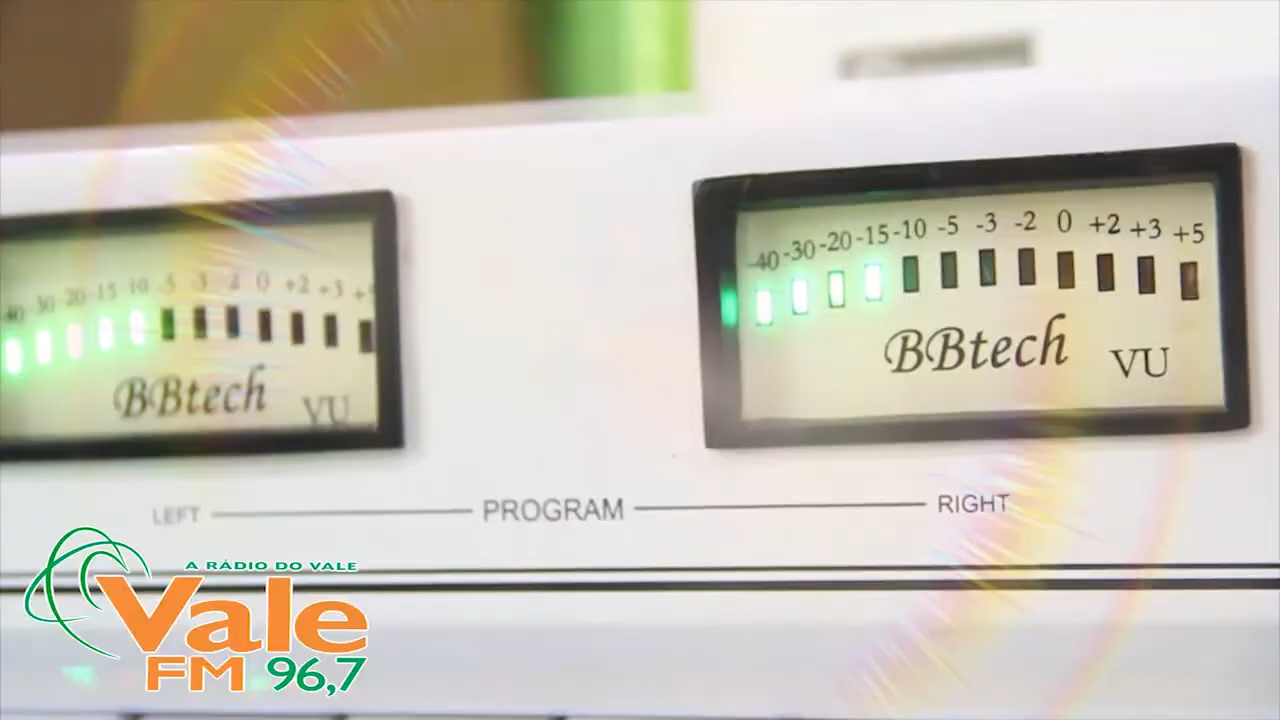 -40 -30 -20 -15 -10 -5 -3 -2 0 +2 +3 +5
BBtech VU
40 30 20 15 10 5 3 2 0 +2 +3 +5
BBtech VU
LEFT PROGRAM RIGHT
A RÁDIO DO VALE
Vale
FM 96,7